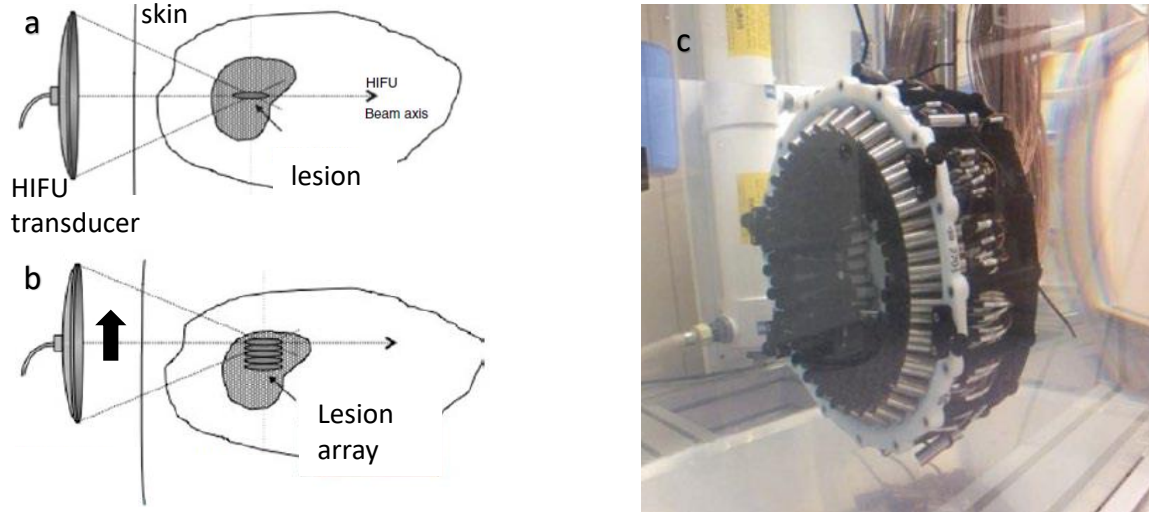 a
skin
HIFU
Beam axis
lesion
HIFU
transducer
b
Lesion
array
c